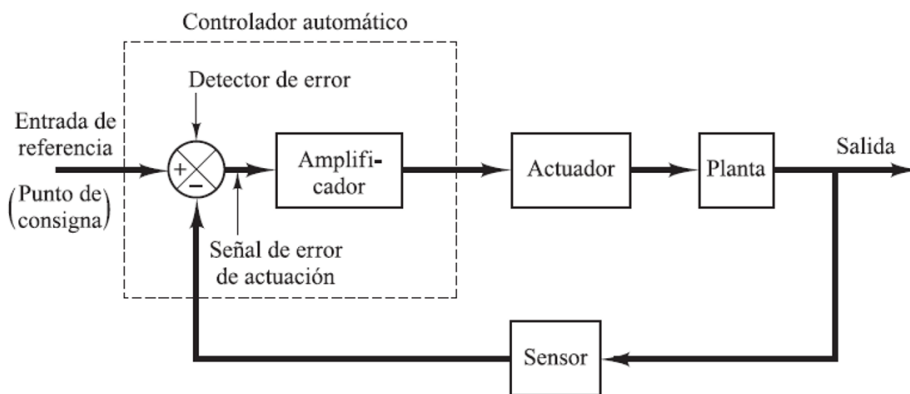 Controlador automático
Detector de error
Entrada de
referencia
(Punto de
consigna)
+
−
Amplifi-
cador
Actuador
Planta
Salida
Señal de error
de actuación
Sensor